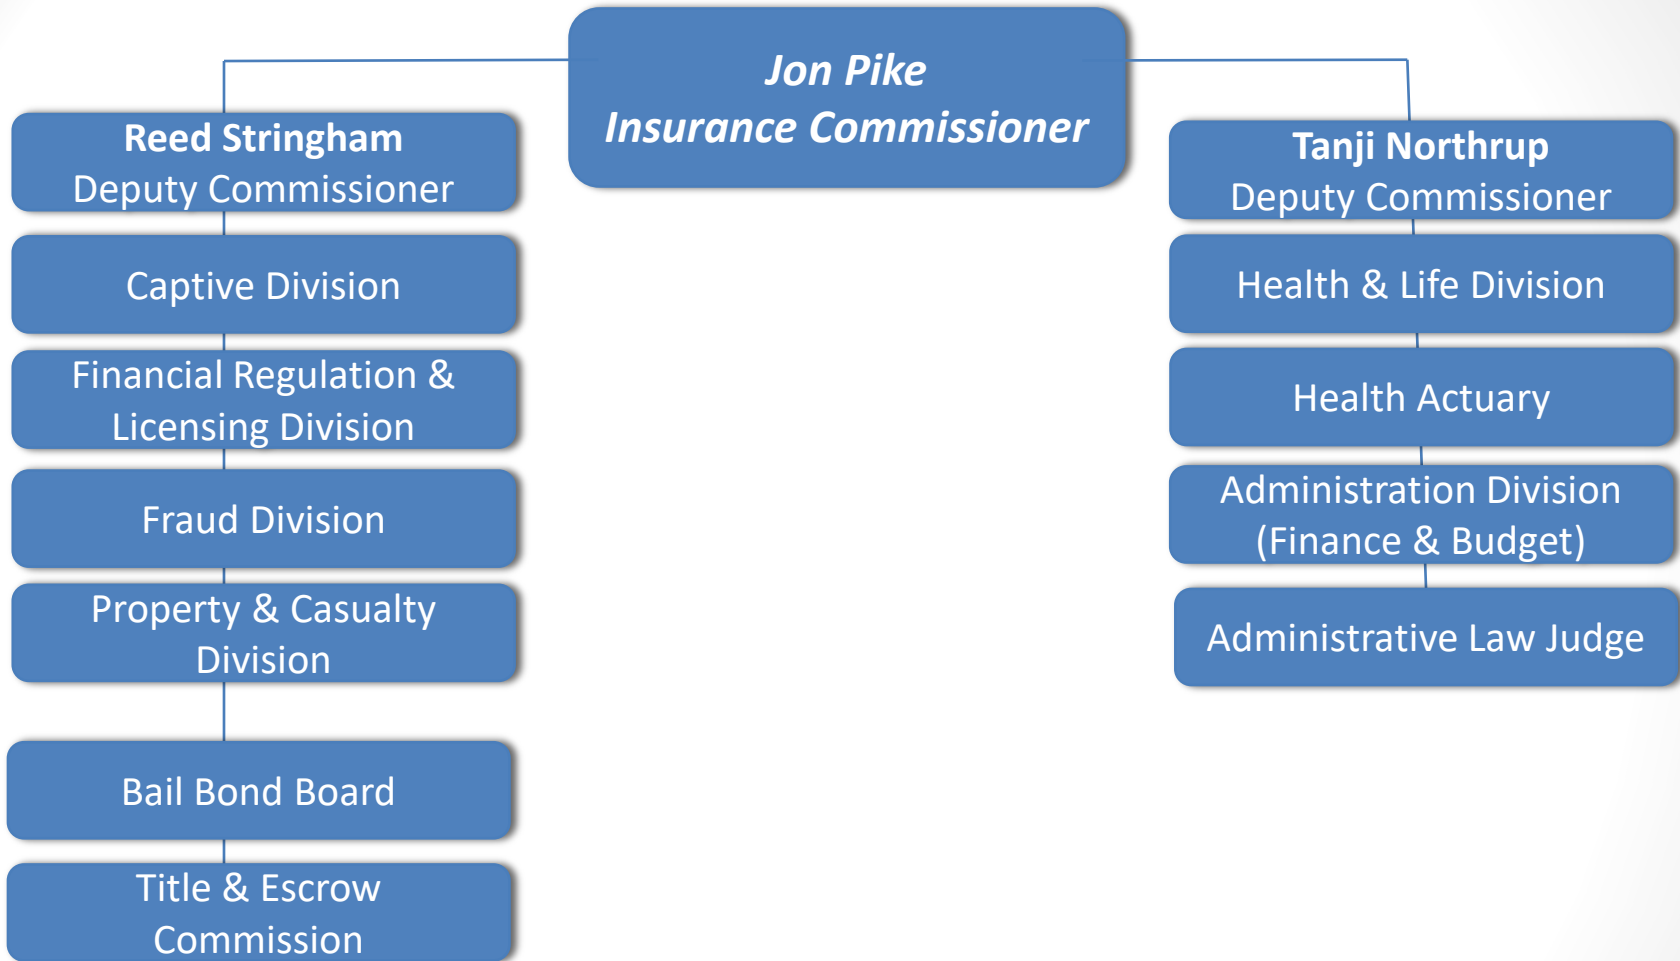 Jon Pike
Insurance Commissioner
Reed Stringham
Deputy Commissioner
Captive Division
Financial Regulation &
Licensing Division
Fraud Division
Property & Casualty
Division
Bail Bond Board
Title & Escrow
Commission
Tanji Northrup
Deputy Commissioner
Health & Life Division
Health Actuary
Administration Division
(Finance & Budget)
Administrative Law Judge